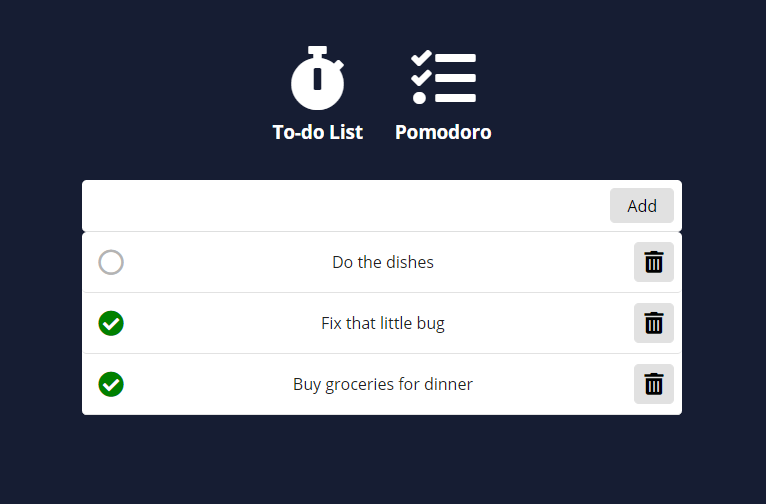 To-do List
Pomodoro
Add
Do the dishes
Fix that little bug
Buy groceries for dinner